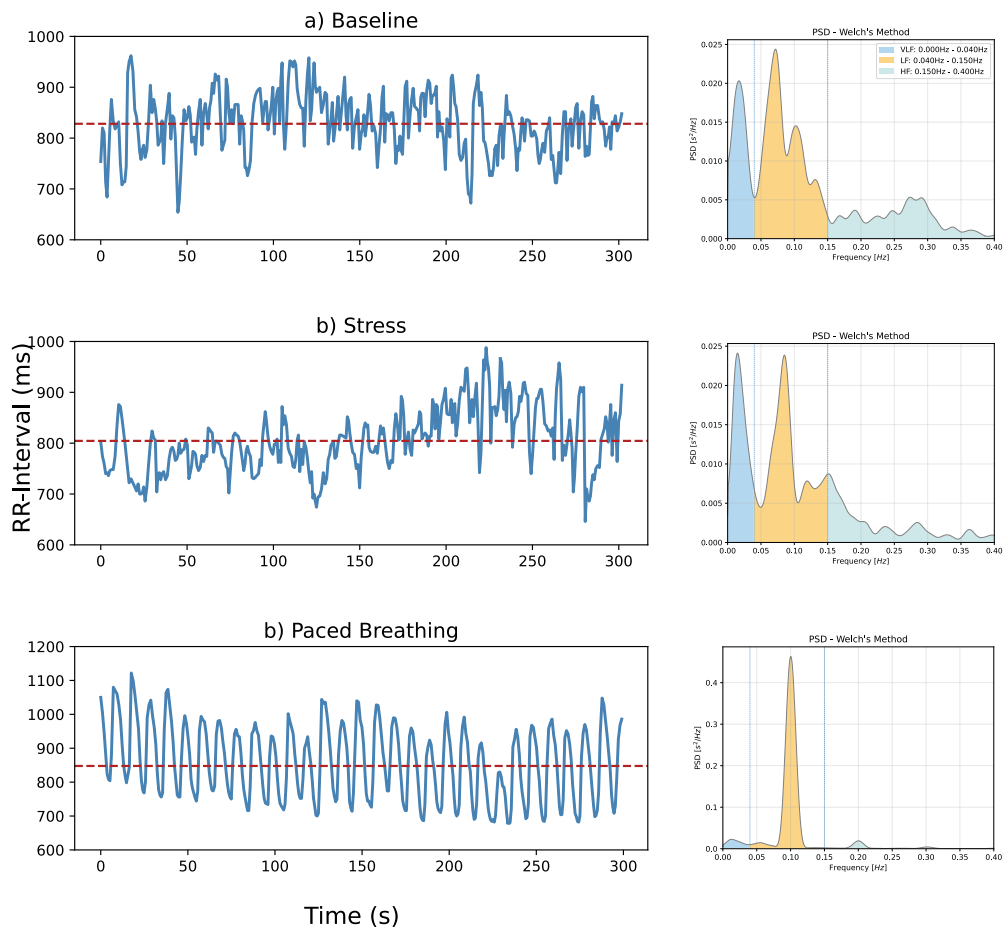 a) Baseline
1000
900
800
700
600
0 50 100 150 200 250 300
PSD - Welch's Method
VLF: 0.000Hz - 0.040Hz
LF: 0.040Hz - 0.150Hz
HF: 0.150Hz - 0.400Hz
PSD [s²/Hz]
0.025
0.020
0.015
0.010
0.005
0.000
0.00 0.05 0.10 0.15 0.20 0.25 0.30 0.35 0.40
Frequency [Hz]
RR-Interval (ms)
b) Stress
1000
900
800
700
600
0 50 100 150 200 250 300
PSD - Welch's Method
PSD [s²/Hz]
0.025
0.020
0.015
0.010
0.005
0.000
0.00 0.05 0.10 0.15 0.20 0.25 0.30 0.35 0.40
Frequency [Hz]
b) Paced Breathing
1200
1100
1000
900
800
700
600
0 50 100 150 200 250 300
Time (s)
PSD - Welch's Method
PSD [s²/Hz]
0.4
0.3
0.2
0.1
0.0
0.00 0.05 0.10 0.15 0.20 0.25 0.30 0.35 0.40
Frequency [Hz]